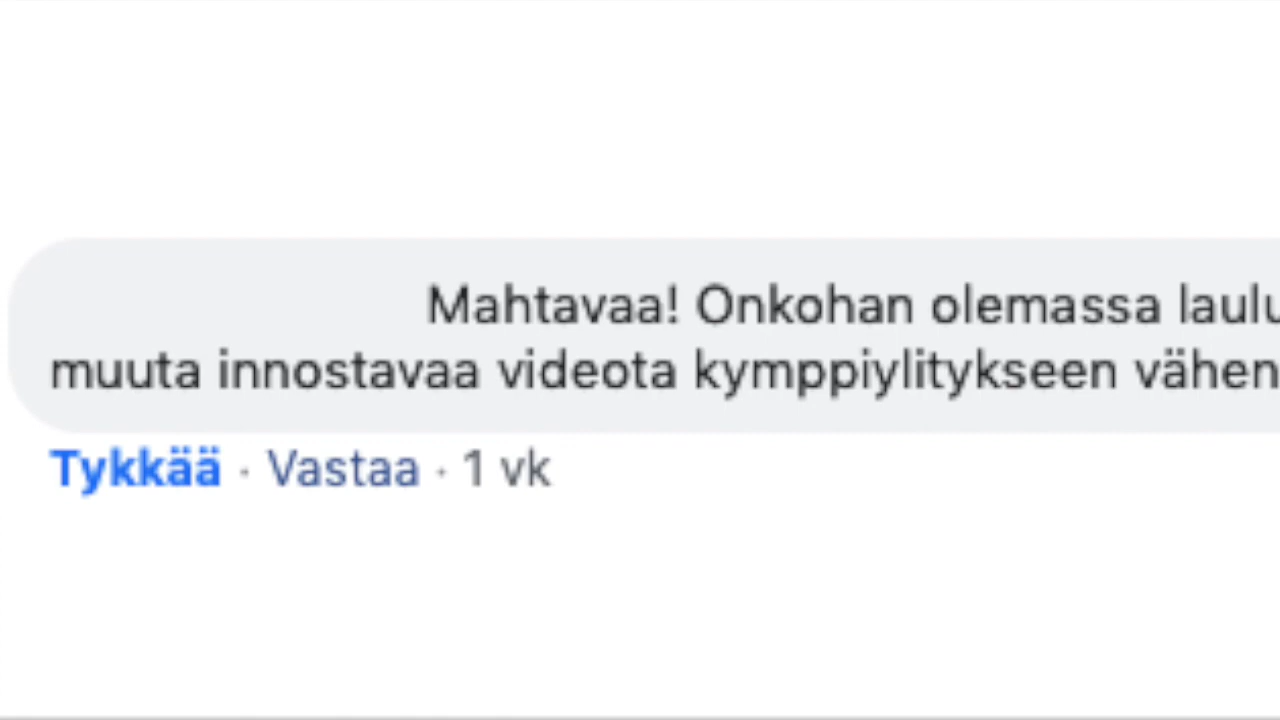 Mahtavaa! Onkohan olemassa laulu
muuta innostavaa videota kymppiylitykseen vähen
Tykkää · Vastaa · 1 vk